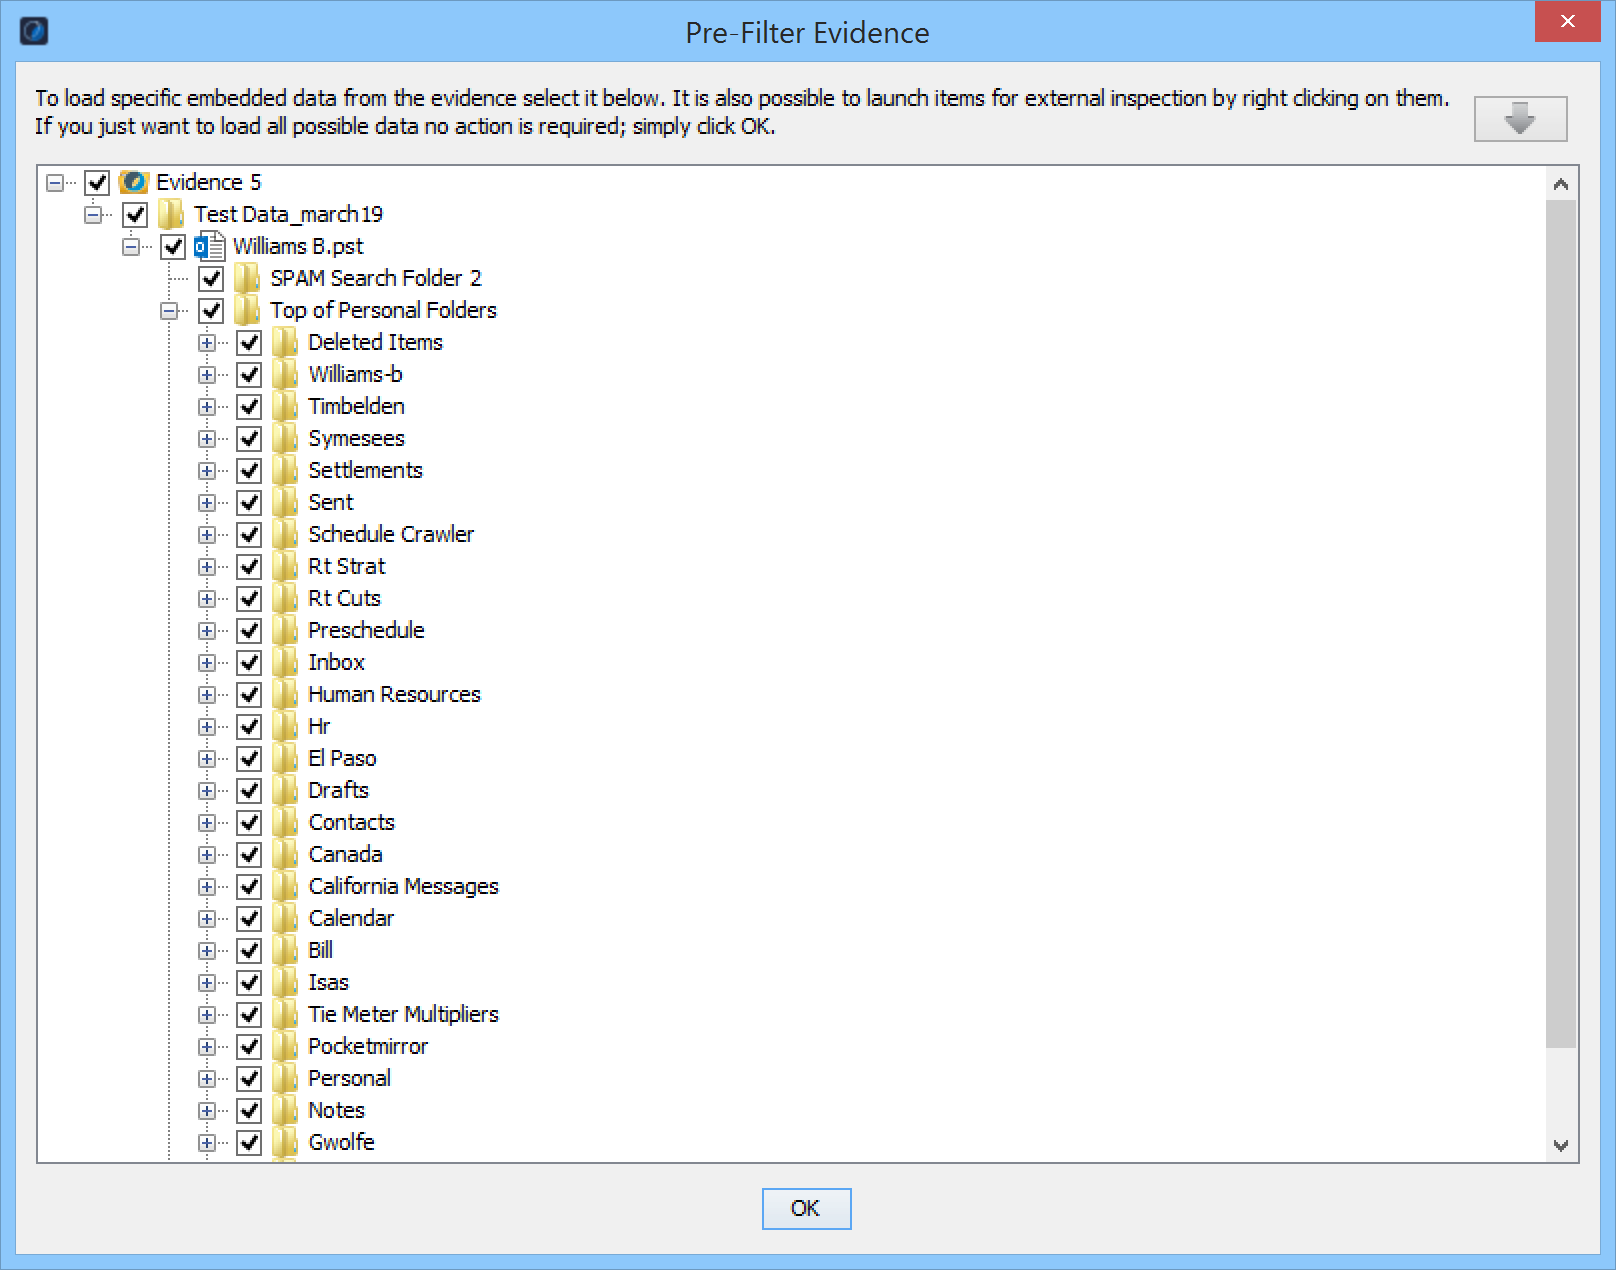 Pre-Filter Evidence
To load specific embedded data from the evidence select it below. It is also possible to launch items for external inspection by right clicking on them.
If you just want to load all possible data no action is required; simply click OK.
Evidence 5
Test Data_march19
Williams B.pst
SPAM Search Folder 2
Top of Personal Folders
Deleted Items
Williams-b
Timbelden
Symesees
Settlements
Sent
Schedule Crawler
Rt Strat
Rt Cuts
Preschedule
Inbox
Human Resources
Hr
El Paso
Drafts
Contacts
Canada
California Messages
Calendar
Bill
Isas
Tie Meter Multipliers
Pocketmirror
Personal
Notes
Gwolfe
OK